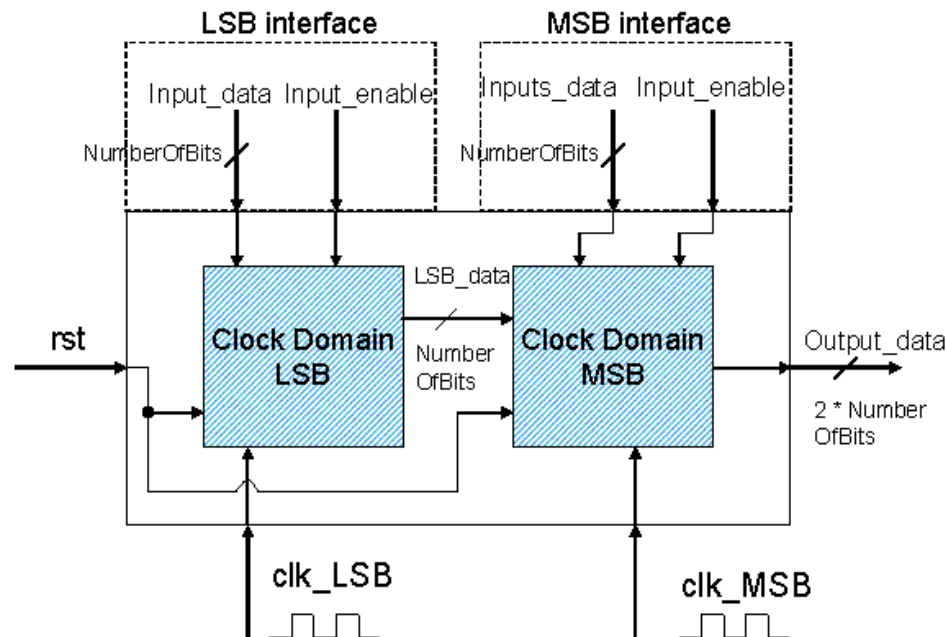 LSB interface
MSB interface
Input_data
Input_enable
Inputs_data
Input_enable
NumberOfBits
NumberOfBits
LSB_data
Clock Domain
LSB
Number
OfBits
Clock Domain
MSB
rst
Output_data
2 * Number
OfBits
clk_LSB
clk_MSB